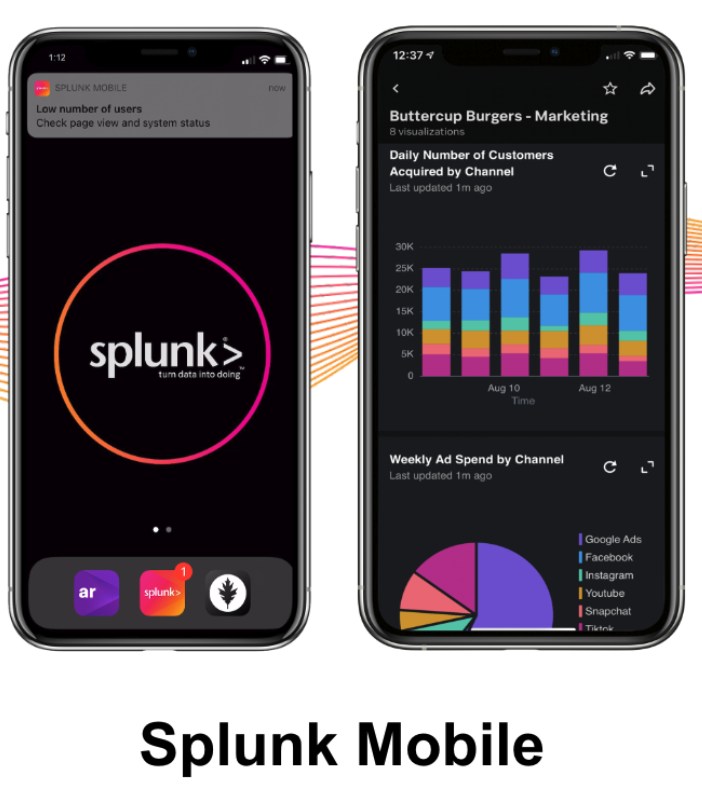 1:12
SPLUNK MOBILE
now
Low number of users
Check page view and system status
splunk>
turn data into doing™
ar
splunk>
1
12:37
Buttercup Burgers - Marketing
8 visualizations
Daily Number of Customers
Acquired by Channel
Last updated 1m ago
30K
25K
20K
15K
10K
5K
0
Aug 10
Aug 12
Time
Weekly Ad Spend by Channel
Last updated 1m ago
Google Ads
Facebook
Instagram
Youtube
Snapchat
Tiktok
Splunk Mobile